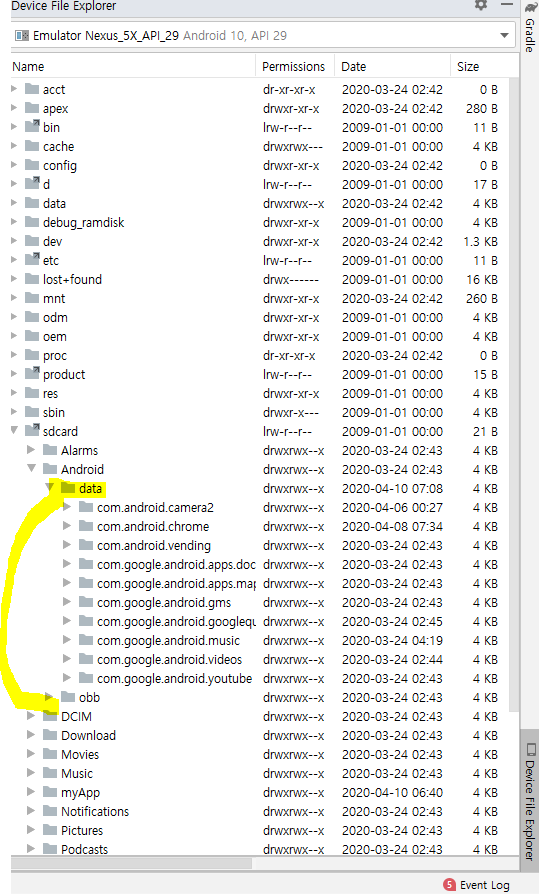 Device File Explorer
Emulator Nexus_5X_API_29 Android 10, API 29
Name Permissions Date Size
acct dr-xr-xr-x 2020-03-24 02:42 0 B
apex drwxr-xr-x 2020-03-24 02:42 280 B
bin lrw-r--r-- 2009-01-01 00:00 11 B
cache drwxrwx--- 2009-01-01 00:00 4 KB
config drwxr-xr-x 2020-03-24 02:42 0 B
d lrw-r--r-- 2009-01-01 00:00 17 B
data drwxrwx--x 2020-03-24 02:42 4 KB
debug_ramdisk drwxr-xr-x 2009-01-01 00:00 4 KB
dev drwxr-xr-x 2020-03-24 02:42 1.3 KB
etc lrw-r--r-- 2009-01-01 00:00 11 B
lost+found drwx------ 2009-01-01 00:00 16 KB
mnt drwxr-xr-x 2020-03-24 02:42 260 B
odm drwxr-xr-x 2009-01-01 00:00 4 KB
oem drwxr-xr-x 2009-01-01 00:00 4 KB
proc dr-xr-xr-x 2020-03-24 02:42 0 B
product lrw-r--r-- 2009-01-01 00:00 15 B
res drwxr-xr-x 2009-01-01 00:00 4 KB
sbin drwxr-x--- 2009-01-01 00:00 4 KB
sdcard lrw-r--r-- 2009-01-01 00:00 21 B
Alarms drwxrwx--x 2020-03-24 02:43 4 KB
Android drwxrwx--x 2020-03-24 02:43 4 KB
data drwxrwx--x 2020-04-10 07:08 4 KB
com.android.camera2 drwxrwx--x 2020-04-06 00:27 4 KB
com.android.chrome drwxrwx--x 2020-04-08 07:34 4 KB
com.android.vending drwxrwx--x 2020-03-24 02:43 4 KB
com.google.android.apps.doc drwxrwx--x 2020-03-24 02:43 4 KB
com.google.android.apps.map drwxrwx--x 2020-03-24 02:43 4 KB
com.google.android.gms drwxrwx--x 2020-03-24 02:43 4 KB
com.google.android.googlequ drwxrwx--x 2020-03-24 02:45 4 KB
com.google.android.music drwxrwx--x 2020-03-24 04:19 4 KB
com.google.android.videos drwxrwx--x 2020-03-24 02:44 4 KB
com.google.android.youtube drwxrwx--x 2020-03-24 02:43 4 KB
obb drwxrwx--x 2020-03-24 02:43 4 KB
DCIM drwxrwx--x 2020-03-24 02:43 4 KB
Download drwxrwx--x 2020-03-24 02:43 4 KB
Movies drwxrwx--x 2020-03-24 02:43 4 KB
Music drwxrwx--x 2020-03-24 02:43 4 KB
myApp drwxrwx--x 2020-04-10 06:40 4 KB
Notifications drwxrwx--x 2020-03-24 02:43 4 KB
Pictures drwxrwx--x 2020-03-24 02:43 4 KB
Podcasts drwxrwx--x 2020-03-24 02:43 4 KB
Gradle
Device File Explorer
5 Event Log